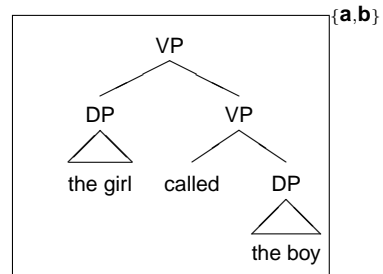 {a,b}
VP
DP VP
the girl called DP
the boy